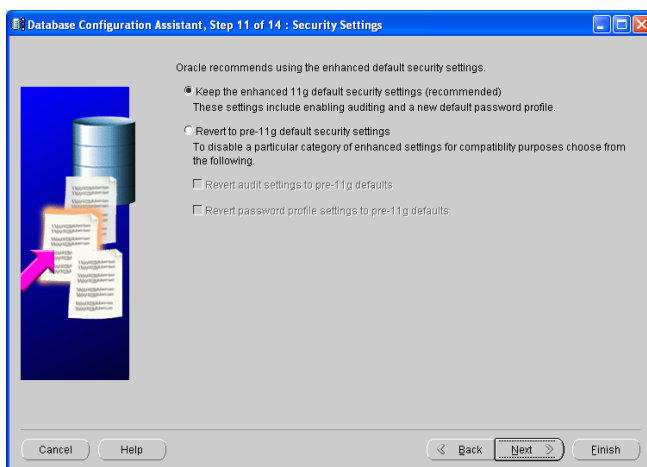 Database Configuration Assistant, Step 11 of 14 : Security Settings
Oracle recommends using the enhanced default security settings.
Keep the enhanced 11g default security settings (recommended)
These settings include enabling auditing and a new default password profile.
Revert to pre-11g default security settings
To disable a particular category of enhanced settings for compatiblity purposes choose from
the following.
Revert audit settings to pre-11g defaults
Revert password profile settings to pre-11g defaults
Cancel
Help
Back
Next
Finish